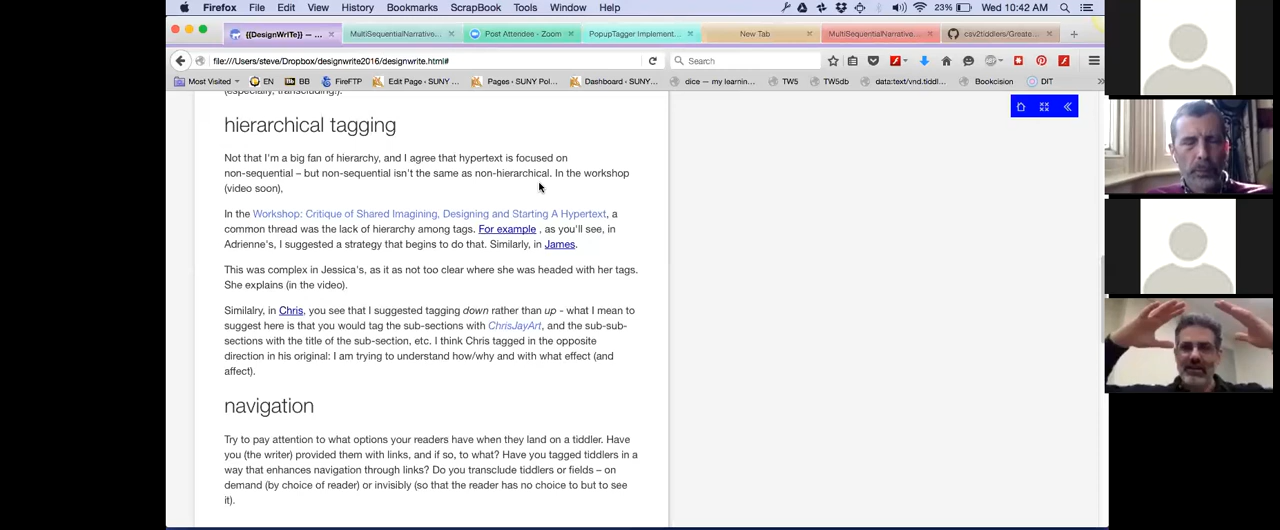 Firefox File Edit View History Bookmarks ScrapBook Tools Window Help 23% Wed 10:42 AM
{{DesignWriTe}} — ... MultiSequentialNarrative... Post Attendee - Zoom PopupTagger Implement... New Tab MultiSequentialNarrative... csv2tiddlers/Greate...
file:///Users/steve/Dropbox/designwrite2016/designwrite.html# Search
Most Visited EN BB FireFTP Edit Page ‹ SUNY ... Pages ‹ SUNY Pol... Dashboard ‹ SUNY... dice — my learnin... TW5 TW5db data:text/vnd.tiddl... Bookcision DIT
(especially, transcluding!).
hierarchical tagging
Not that I'm a big fan of hierarchy, and I agree that hypertext is focused on
non-sequential – but non-sequential isn't the same as non-hierarchical. In the workshop
(video soon),
In the Workshop: Critique of Shared Imagining, Designing and Starting A Hypertext, a
common thread was the lack of hierarchy among tags. For example , as you'll see, in
Adrienne's, I suggested a strategy that begins to do that. Similarly, in James.
This was complex in Jessica's, as it as not too clear where she was headed with her tags.
She explains (in the video).
Similalry, in Chris, you see that I suggested tagging down rather than up - what I mean to
suggest here is that you would tag the sub-sections with ChrisJayArt, and the sub-sub-
sections with the title of the sub-section, etc. I think Chris tagged in the opposite
direction in his original: I am trying to understand how/why and with what effect (and
affect).
navigation
Try to pay attention to what options your readers have when they land on a tiddler. Have
you (the writer) provided them with links, and if so, to what? Have you tagged tiddlers in a
way that enhances navigation through links? Do you transclude tiddlers or fields – on
demand (by choice of reader) or invisibly (so that the reader has no choice to but to see
it).